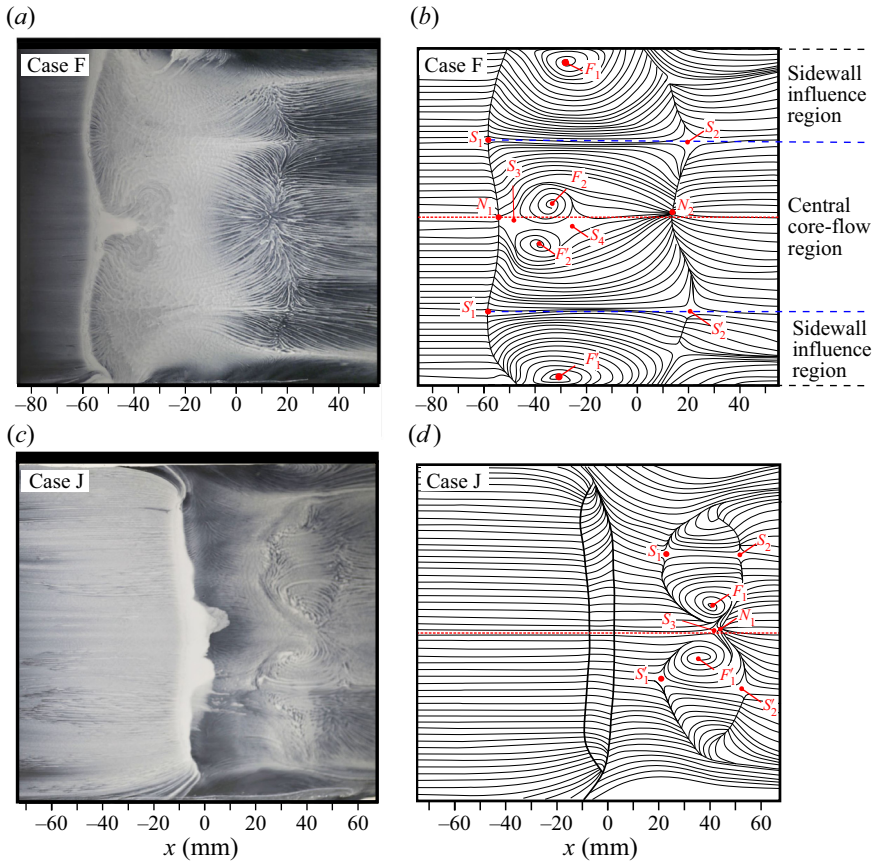 (a)
(b)
Case F
Case F
F₁
S₁
S₂
S₃
F₂
N₁
N₂
S₄
F′₂
S′₁
S′₂
F′₁
Sidewall
influence
region
Central
core-flow
region
Sidewall
influence
region
–80 –60 –40 –20 0 20 40
–80 –60 –40 –20 0 20 40
(c)
(d)
Case J
Case J
S₁
S₂
F₁
S₃
N₁
S′₁
F′₁
S′₂
–60 –40 –20 0 20 40 60
–60 –40 –20 0 20 40 60
x (mm)
x (mm)